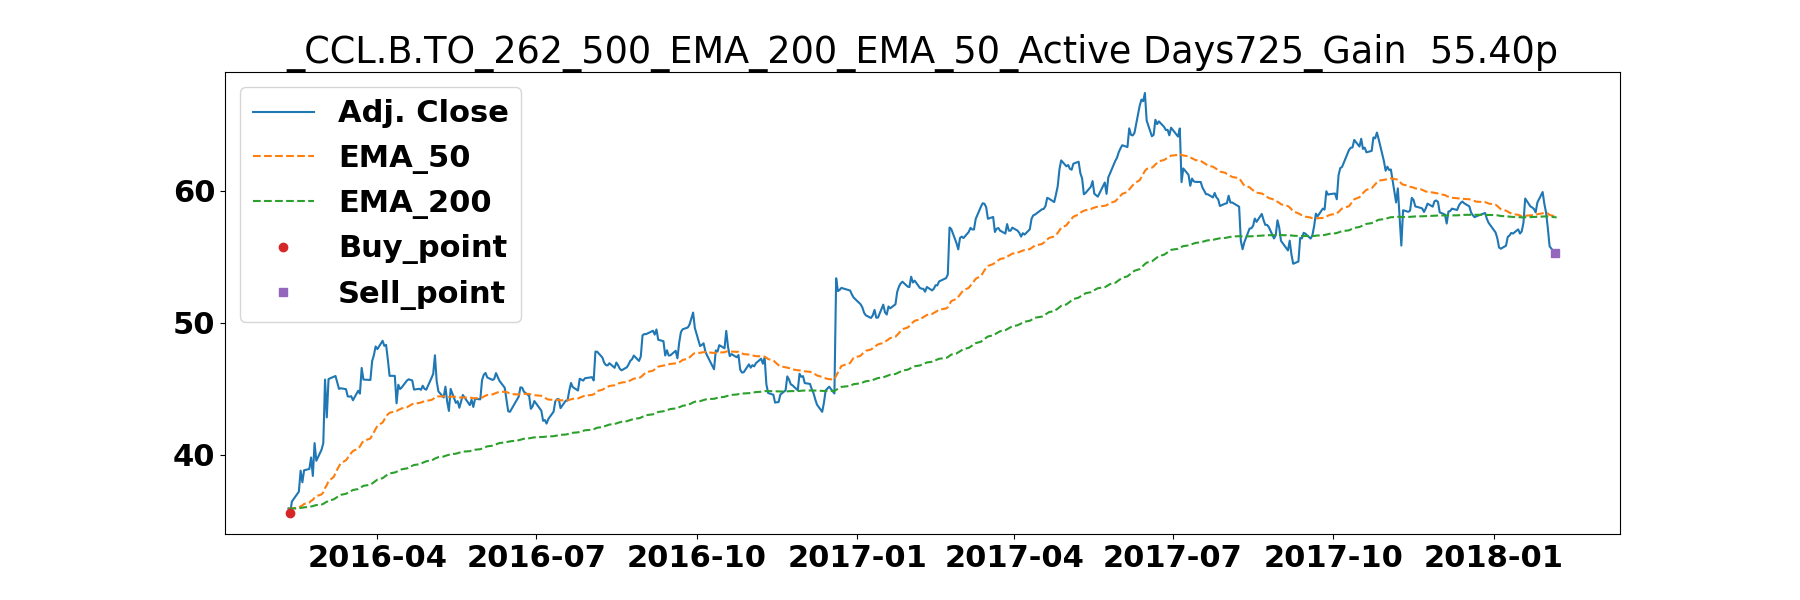 _CCL.B.TO_262_500_EMA_200_EMA_50_Active Days725_Gain  55.40p
Adj. Close
EMA_50
EMA_200
Buy_point
Sell_point
60
50
40
2016-04 2016-07 2016-10 2017-01 2017-04 2017-07 2017-10 2018-01